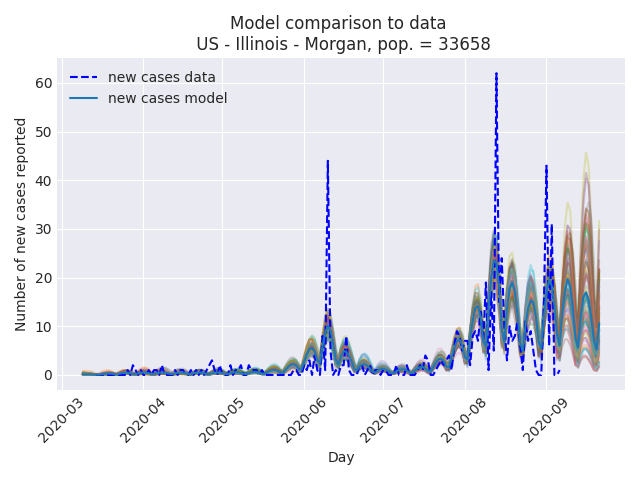 Model comparison to data
US - Illinois - Morgan, pop. = 33658
new cases data
new cases model
Number of new cases reported
60
50
40
30
20
10
0
2020-03
2020-04
2020-05
2020-06
2020-07
2020-08
2020-09
Day